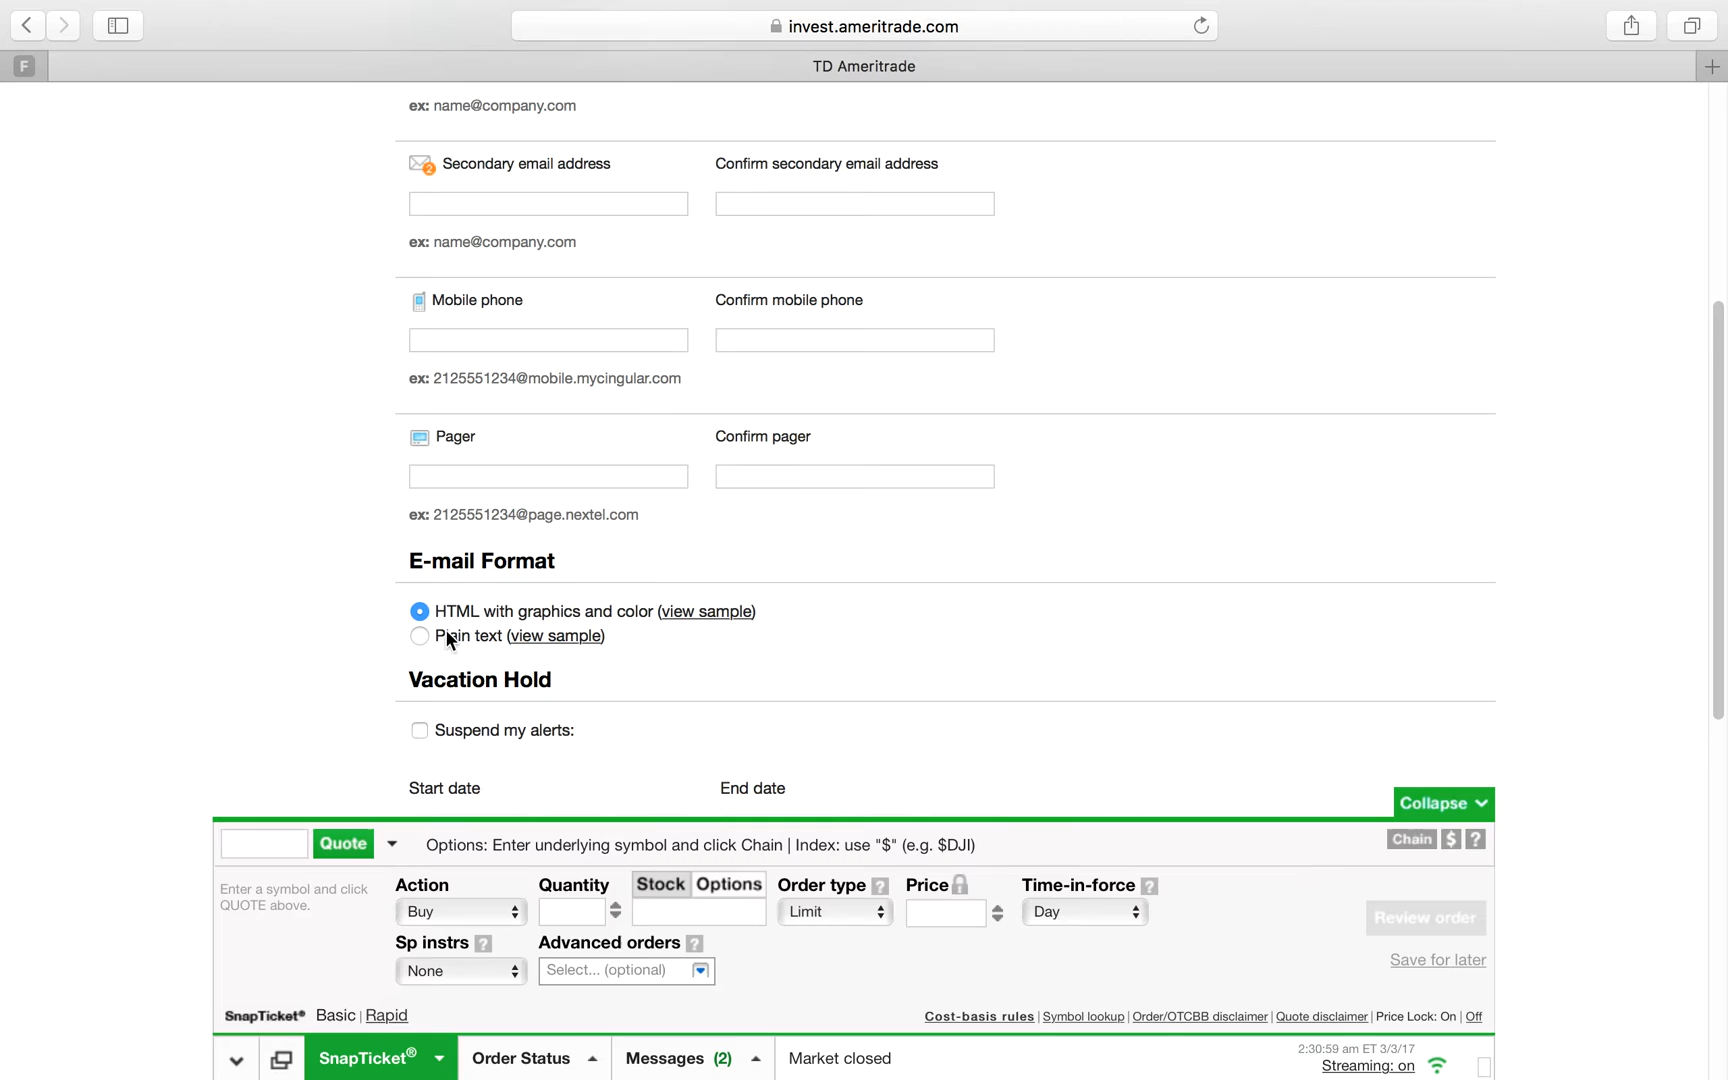 invest.ameritrade.com
F
TD Ameritrade
ex: name@company.com
2 Secondary email address Confirm secondary email address
ex: name@company.com
Mobile phone Confirm mobile phone
ex: 2125551234@mobile.mycingular.com
Pager Confirm pager
ex: 2125551234@page.nextel.com
E-mail Format
HTML with graphics and color (view sample)
Plain text (view sample)
Vacation Hold
Suspend my alerts:
Start date End date
Collapse
Quote Options: Enter underlying symbol and click Chain | Index: use "$" (e.g. $DJI) Chain $ ?
Enter a symbol and click
QUOTE above.
Action Quantity Stock Options Order type ? Price Time-in-force ?
Buy Limit Day
Review order
Sp instrs ? Advanced orders ?
None Select... (optional)
Save for later
SnapTicket® Basic | Rapid Cost-basis rules | Symbol lookup | Order/OTCBB disclaimer | Quote disclaimer | Price Lock: On | Off
SnapTicket® Order Status Messages (2) Market closed
2:30:59 am ET 3/3/17
Streaming: on